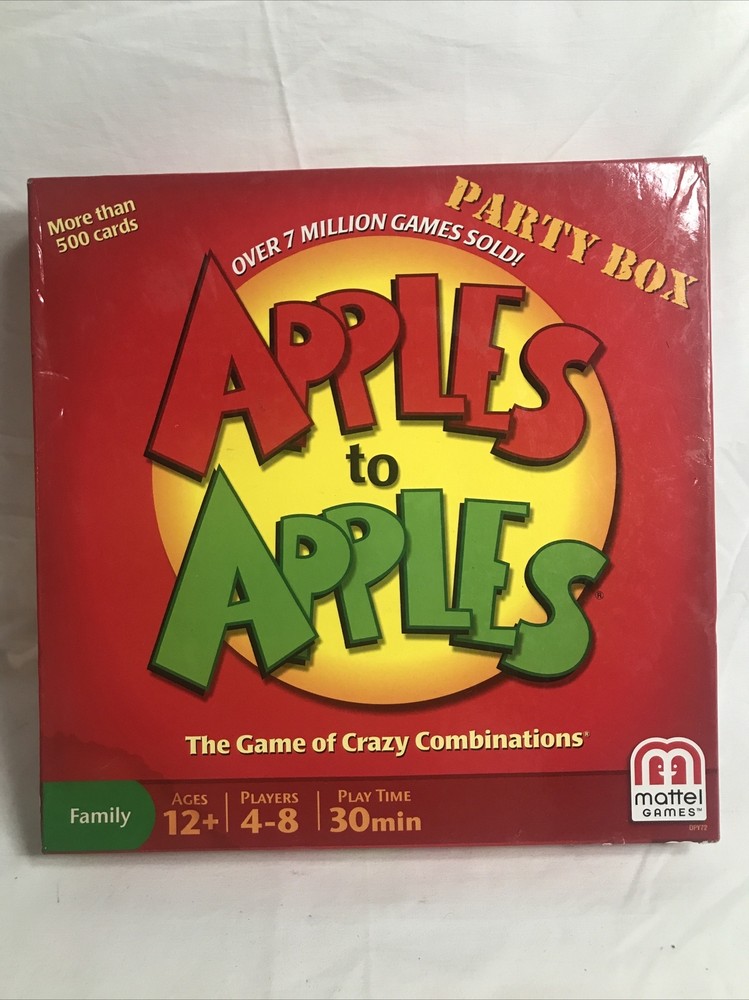 More than
500 cards
PARTY BOX
OVER 7 MILLION GAMES SOLD!
APPLES
to
APPLES®
The Game of Crazy Combinations®
Family
AGES
12+
PLAYERS
4-8
PLAY TIME
30min
mattel
GAMES™